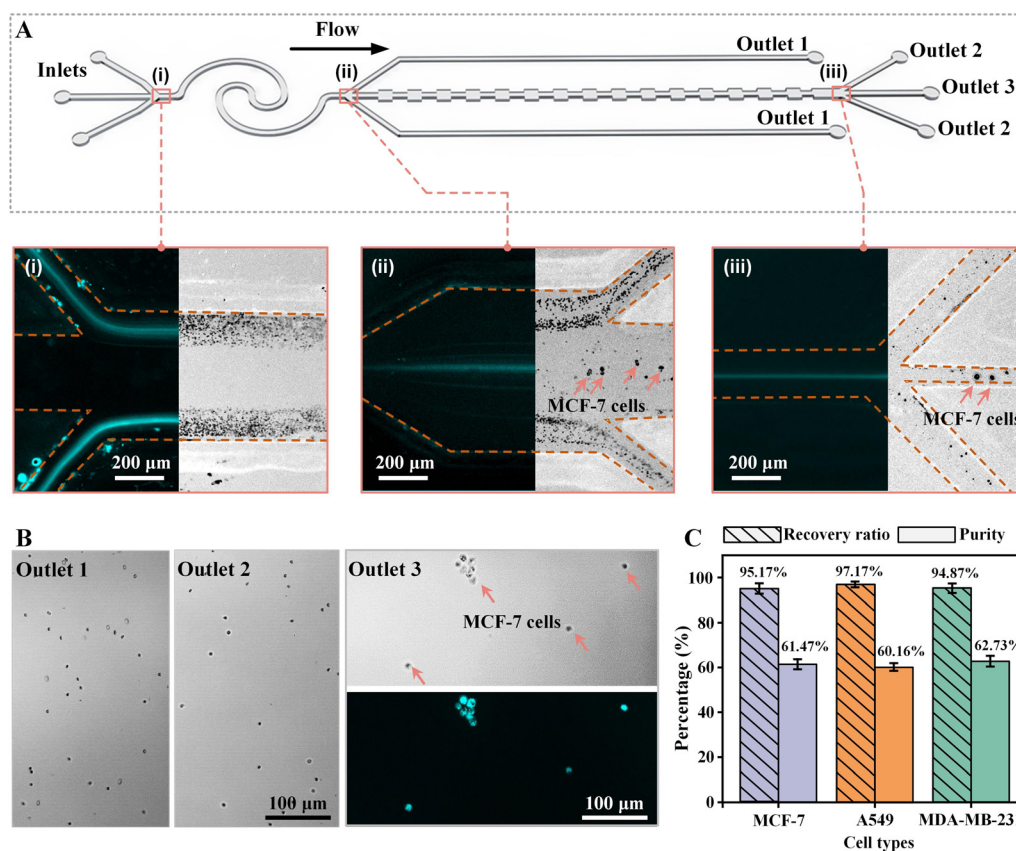 A
Flow
Inlets
(i)
(ii)
(iii)
Outlet 1
Outlet 1
Outlet 2
Outlet 3
Outlet 2
(i)
200 µm
(ii)
MCF-7 cells
200 µm
(iii)
MCF-7 cells
200 µm
B
Outlet 1
Outlet 2
100 µm
Outlet 3
MCF-7 cells
100 µm
C
Recovery ratio
Purity
95.17%
97.17%
94.87%
61.47%
60.16%
62.73%
100
80
60
40
20
0
Percentage (%)
MCF-7
A549
MDA-MB-231
Cell types